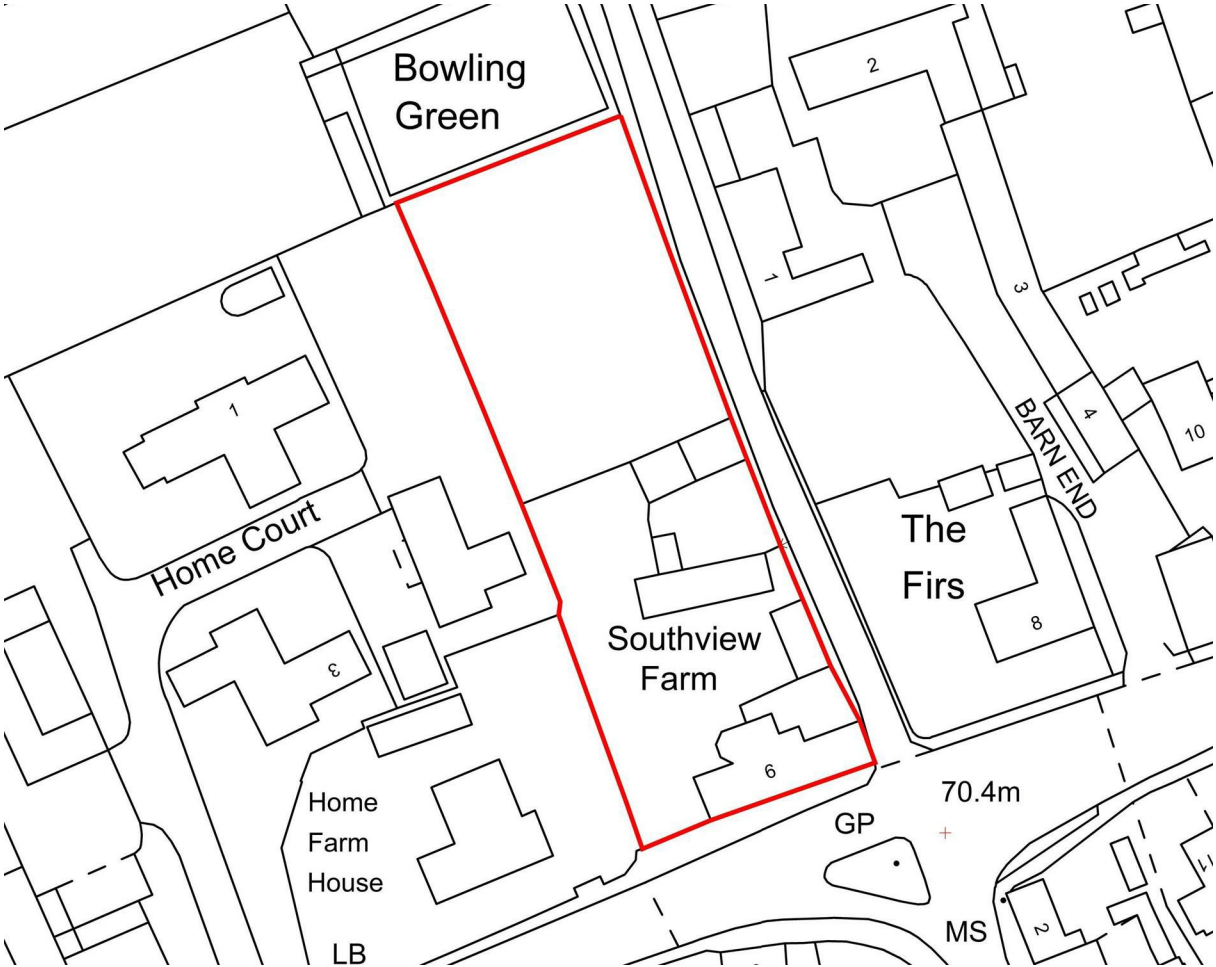 Bowling
Green
2
1
3
4
10
BARN END
1
Home Court
The
Firs
8
Southview
Farm
3
6
Home
Farm
House
70.4m
GP
MS
LB
2